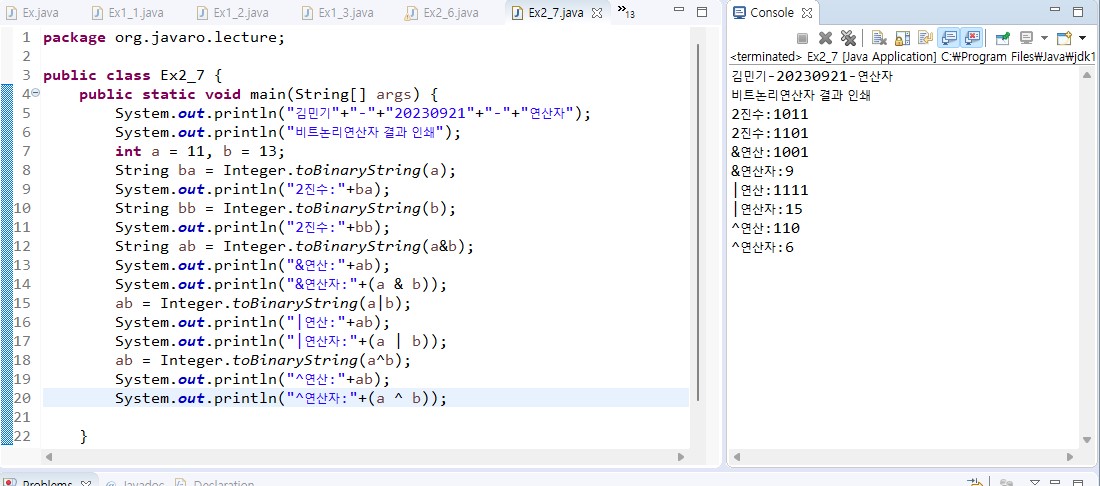 Ex.java Ex1_1.java Ex1_2.java Ex1_3.java Ex2_6.java Ex2_7.java »13
1 package org.javaro.lecture;
2
3 public class Ex2_7 {
4 public static void main(String[] args) {
5 System.out.println("김민기"+"-"+"20230921"+"-"+"연산자");
6 System.out.println("비트논리연산자 결과 인쇄");
7 int a = 11, b = 13;
8 String ba = Integer.toBinaryString(a);
9 System.out.println("2진수:"+ba);
10 String bb = Integer.toBinaryString(b);
11 System.out.println("2진수:"+bb);
12 String ab = Integer.toBinaryString(a&b);
13 System.out.println("&연산:"+ab);
14 System.out.println("&연산자:"+(a & b));
15 ab = Integer.toBinaryString(a|b);
16 System.out.println("|연산:"+ab);
17 System.out.println("|연산자:"+(a | b));
18 ab = Integer.toBinaryString(a^b);
19 System.out.println("^연산:"+ab);
20 System.out.println("^연산자:"+(a ^ b));
21
22 }
Console
<terminated> Ex2_7 [Java Application] C:₩Program Files₩Java₩jdk1
김민기-20230921-연산자
비트논리연산자 결과 인쇄
2진수:1011
2진수:1101
&연산:1001
&연산자:9
|연산:1111
|연산자:15
^연산:110
^연산자:6
Problems @ Javadoc Declaration